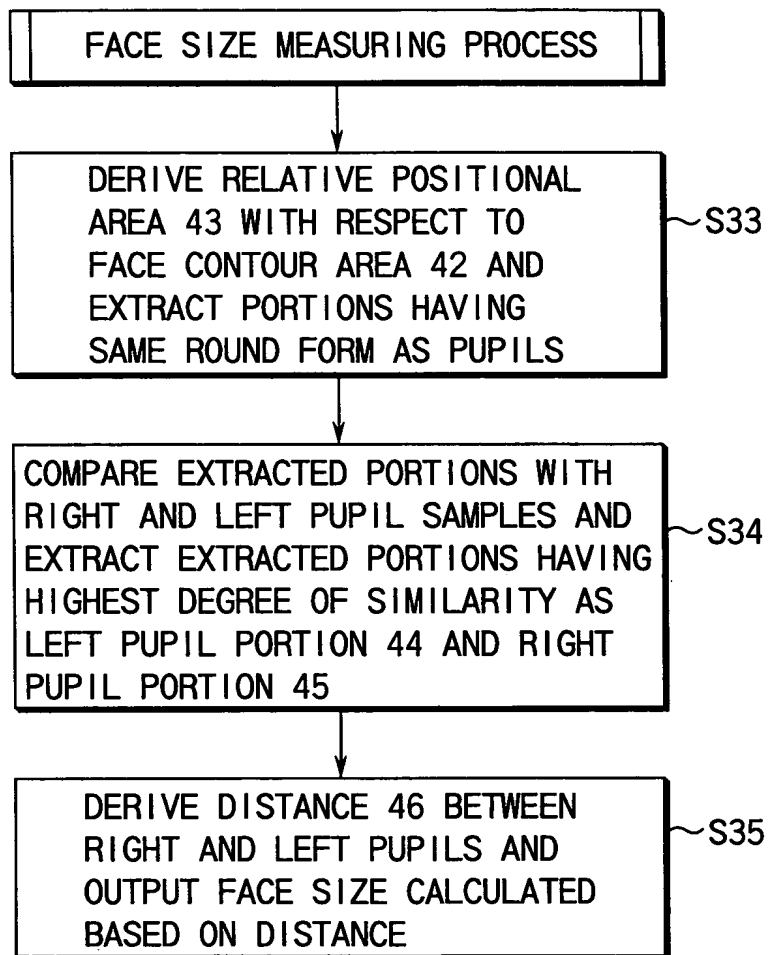 FACE SIZE MEASURING PROCESS
DERIVE RELATIVE POSITIONAL
AREA 43 WITH RESPECT TO
FACE CONTOUR AREA 42 AND
EXTRACT PORTIONS HAVING
SAME ROUND FORM AS PUPILS
S33
COMPARE EXTRACTED PORTIONS WITH
RIGHT AND LEFT PUPIL SAMPLES AND
EXTRACT EXTRACTED PORTIONS HAVING
HIGHEST DEGREE OF SIMILARITY AS
LEFT PUPIL PORTION 44 AND RIGHT
PUPIL PORTION 45
S34
DERIVE DISTANCE 46 BETWEEN
RIGHT AND LEFT PUPILS AND
OUTPUT FACE SIZE CALCULATED
BASED ON DISTANCE
S35